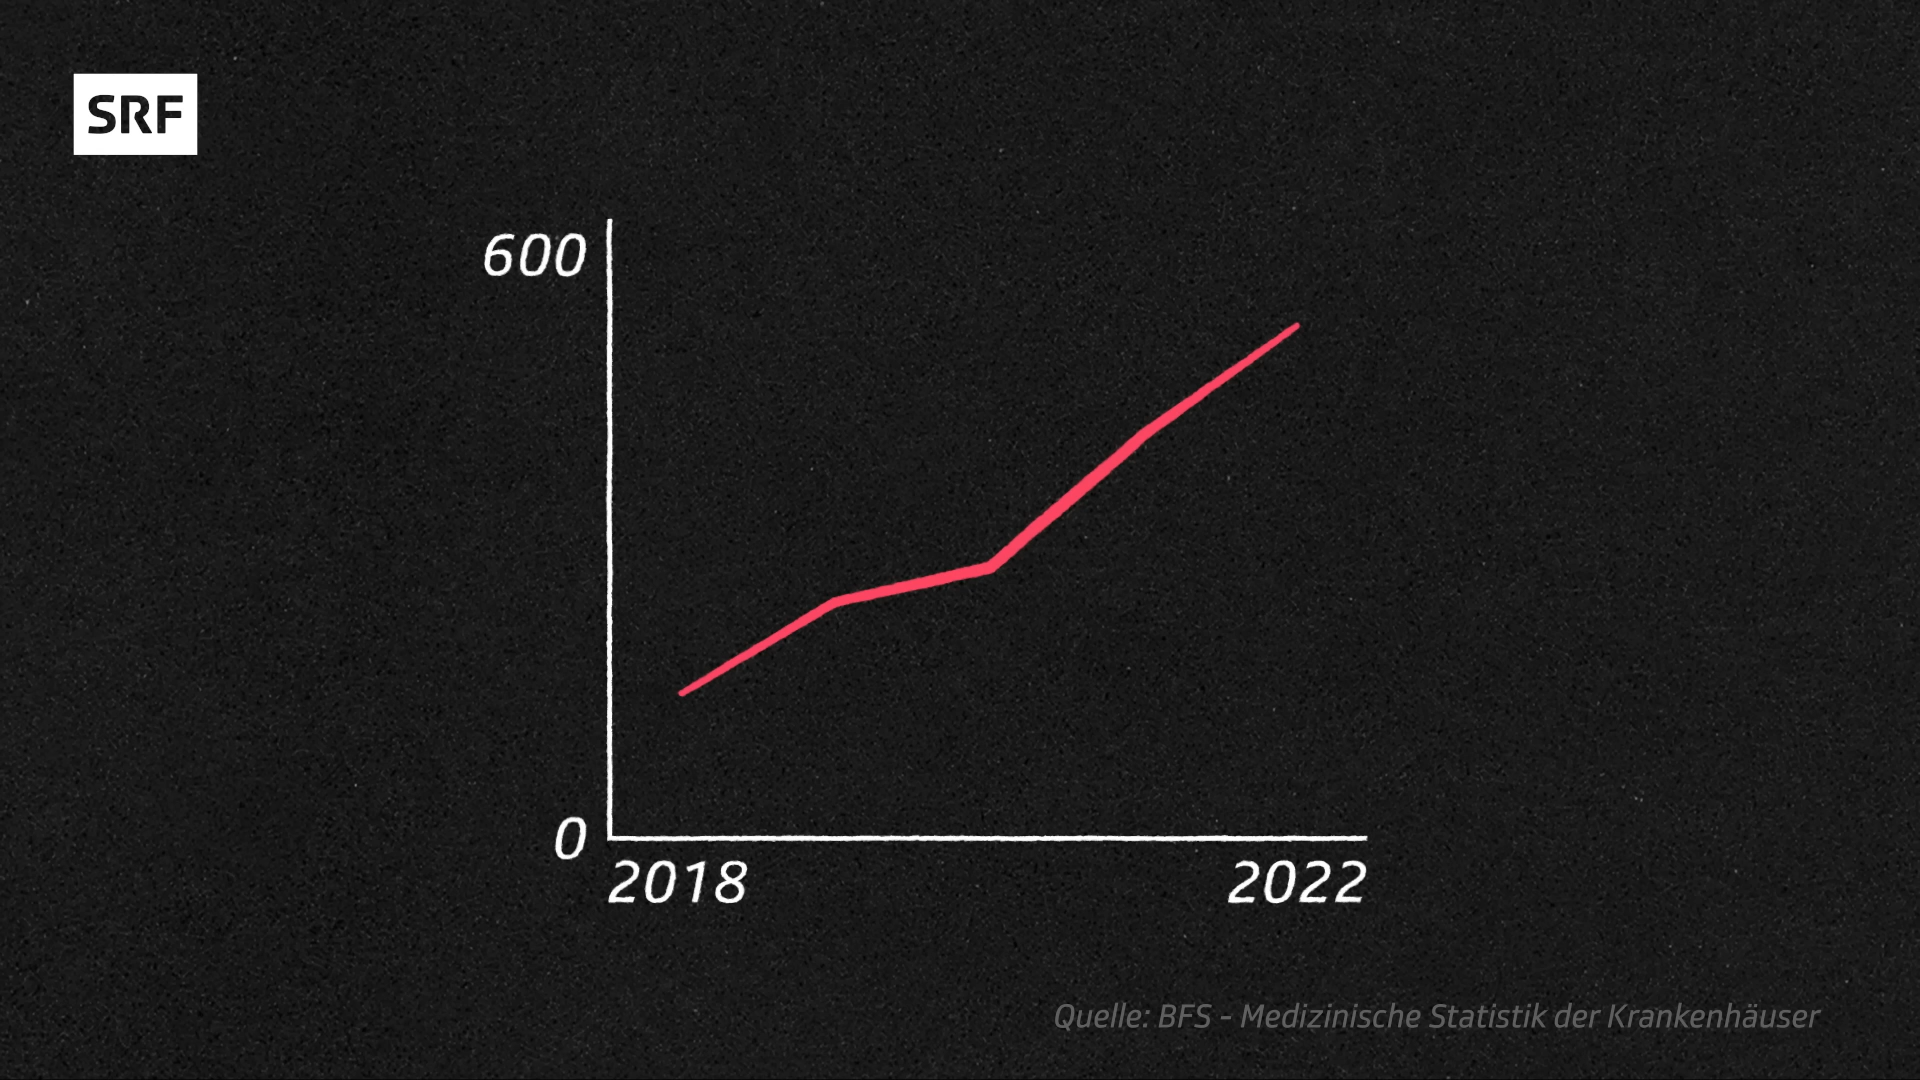 SRF
600
0
2018 2022
Quelle: BFS - Medizinische Statistik der Krankenhäuser